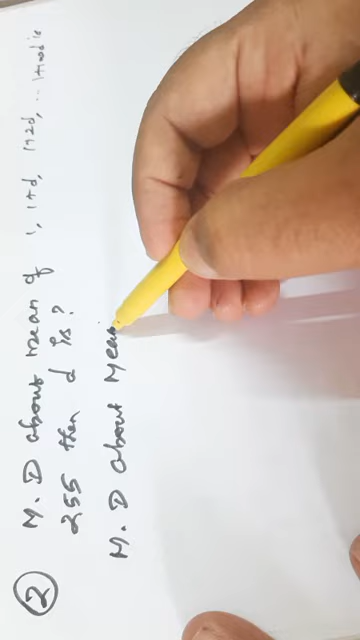 ② M. D about mean of 1, 1+d, 1+2d, ... 1+100d is
255 then d is?
M. D about Mean